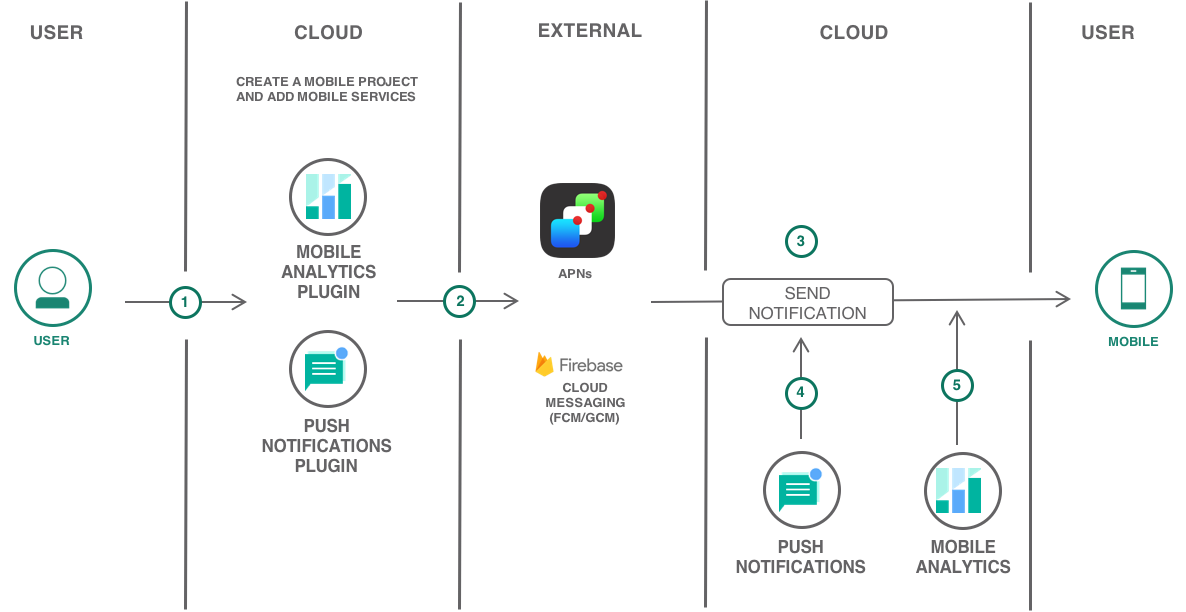 USER
CLOUD
EXTERNAL
CLOUD
USER
CREATE A MOBILE PROJECT
AND ADD MOBILE SERVICES
MOBILE
ANALYTICS
PLUGIN
PUSH
NOTIFICATIONS
PLUGIN
USER
1
2
APNs
Firebase
CLOUD
MESSAGING
(FCM/GCM)
3
SEND
NOTIFICATION
4
5
PUSH
NOTIFICATIONS
MOBILE
ANALYTICS
MOBILE